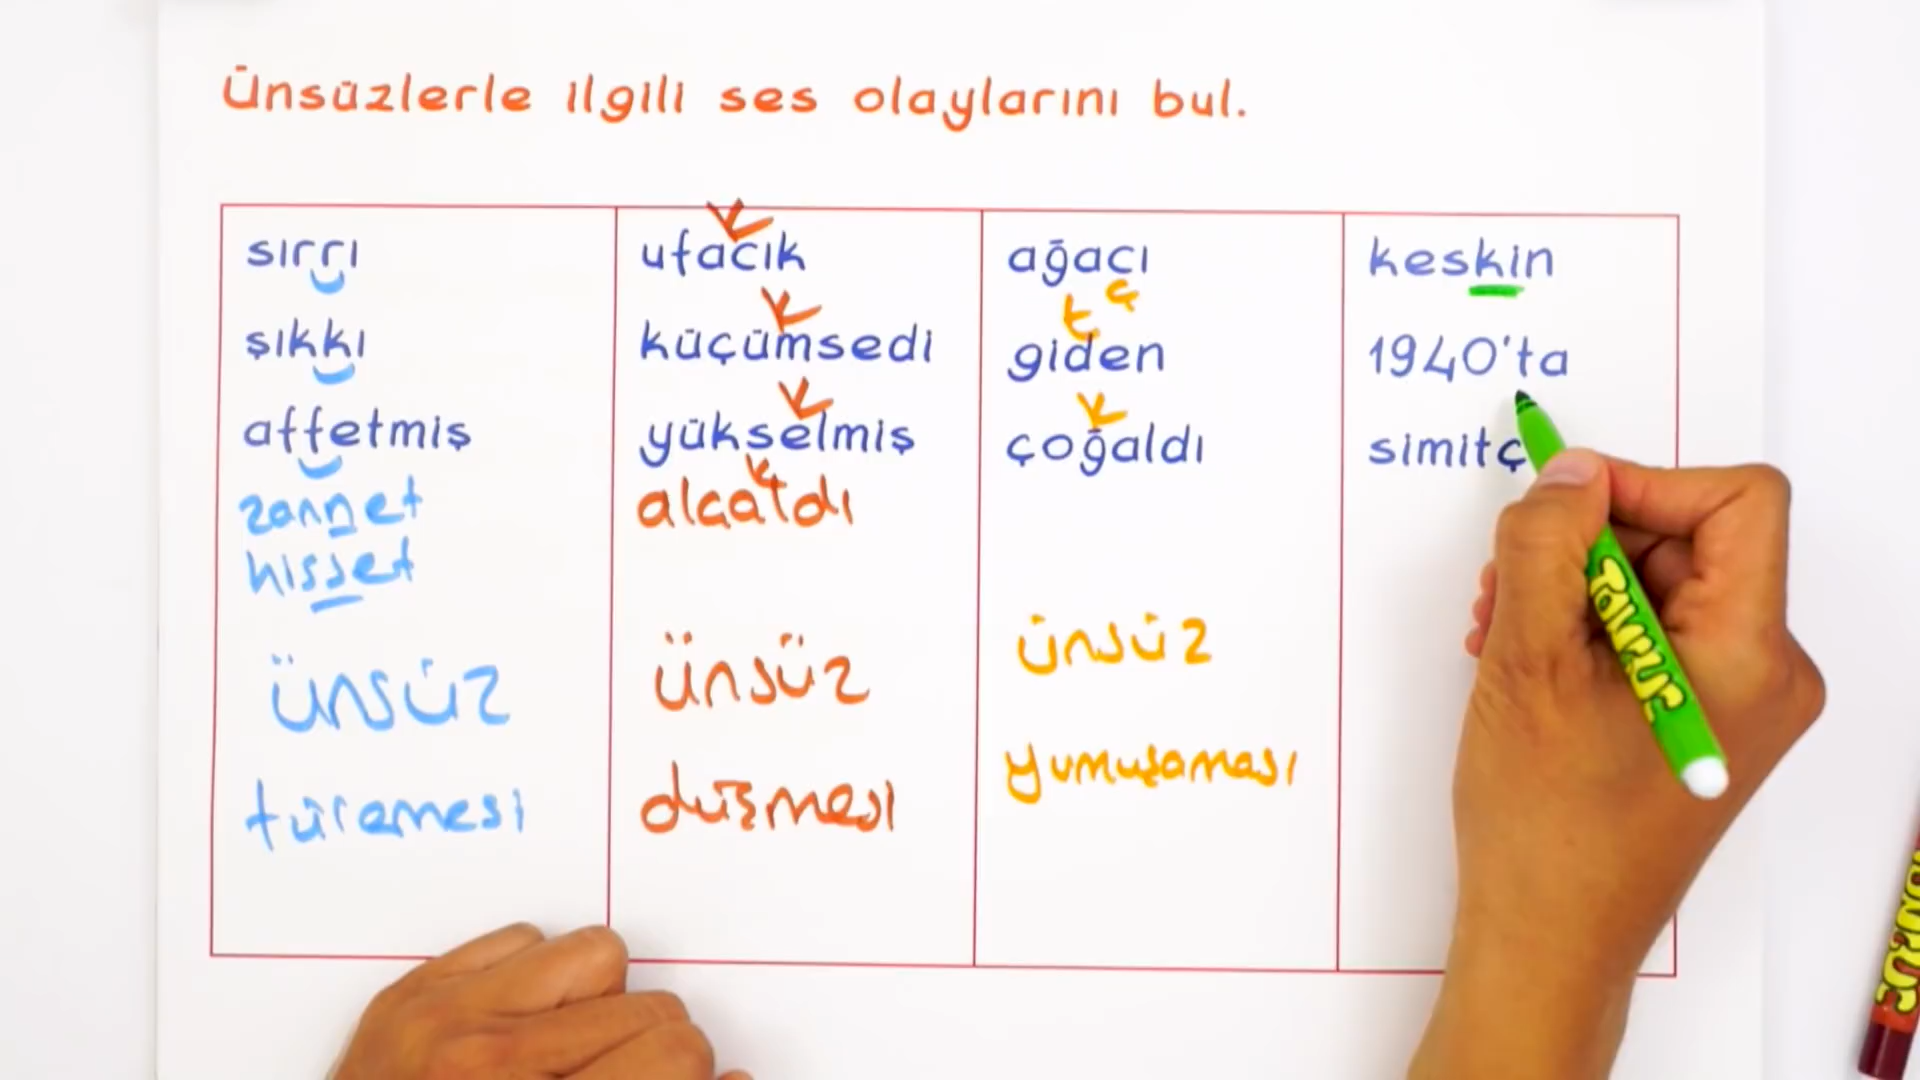 Ünsüzlerle ilgili ses olaylarını bul.
sırrı
şıkkı
affetmiş
zannet
hisset
ünsüz
türemesi
k
ufacık
k
küçümsedi
k
yükselmiş
k
alçaldı
ünsüz
düşmesi
ağacı
ç
t
giden
k
çoğaldı
ünsüz
yumuşaması
keskin
1940'ta
simitç